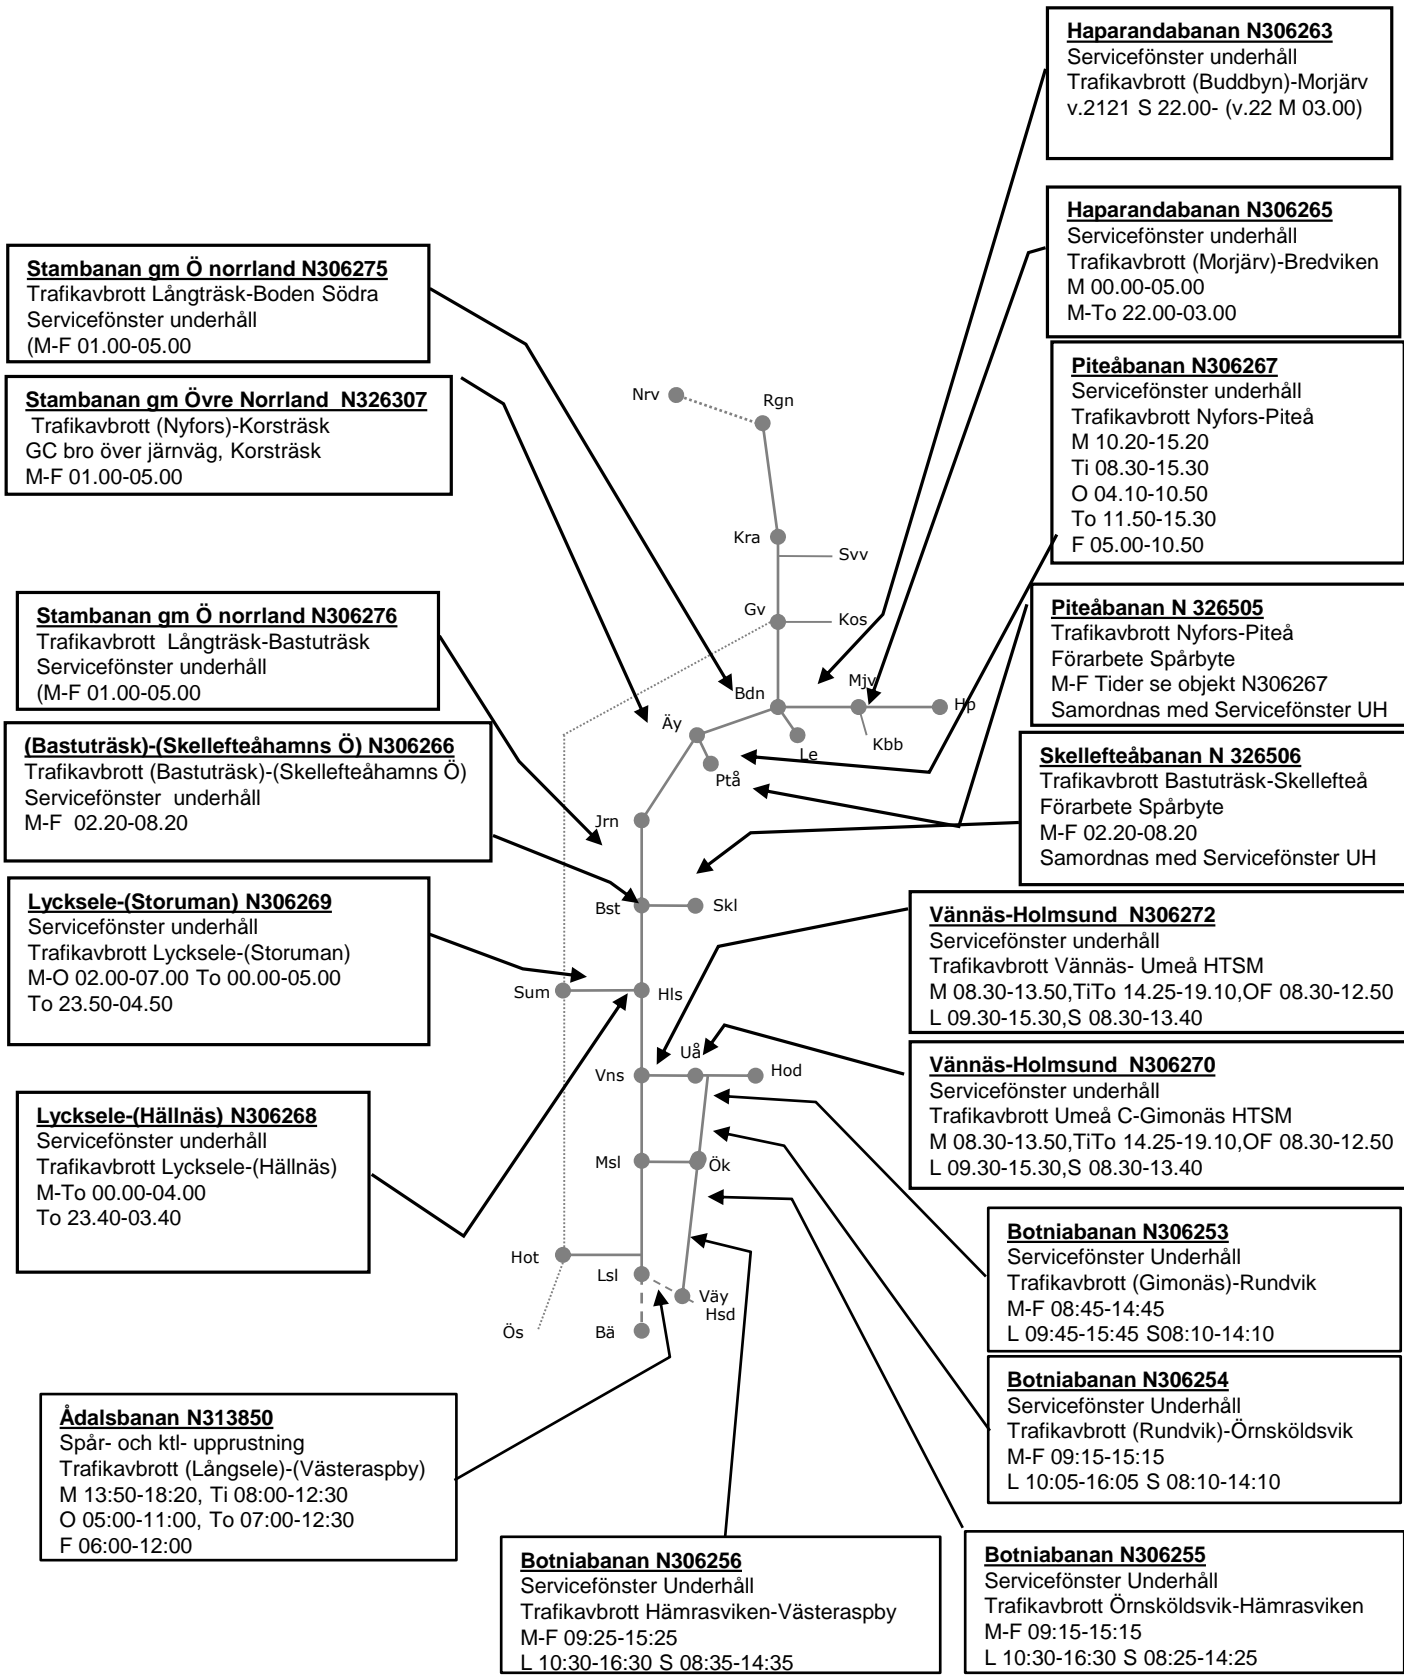 Haparandabanan N306263
Servicefönster underhåll
Trafikavbrott (Buddbyn)-Morjärv
v.2121 S 22.00- (v.22 M 03.00)
Haparandabanan N306265
Servicefönster underhåll
Trafikavbrott (Morjärv)-Bredviken
M 00.00-05.00
M-To 22.00-03.00
Stambanan gm Ö norrland N306275
Trafikavbrott Långträsk-Boden Södra
Servicefönster underhåll
(M-F 01.00-05.00
Stambanan gm Övre Norrland  N326307
Trafikavbrott (Nyfors)-Korsträsk
GC bro över järnväg, Korsträsk
M-F 01.00-05.00
Piteåbanan N306267
Servicefönster underhåll
Trafikavbrott Nyfors-Piteå
M 10.20-15.20
Ti 08.30-15.30
O 04.10-10.50
To 11.50-15.30
F 05.00-10.50
Stambanan gm Ö norrland N306276
Trafikavbrott  Långträsk-Bastuträsk
Servicefönster underhåll
(M-F 01.00-05.00
Piteåbanan N 326505
Trafikavbrott Nyfors-Piteå
Förarbete Spårbyte
M-F Tider se objekt N306267
Samordnas med Servicefönster UH
(Bastuträsk)-(Skellefteåhamns Ö) N306266
Trafikavbrott (Bastuträsk)-(Skellefteåhamns Ö)
Servicefönster  underhåll
M-F  02.20-08.20
Skellefteåbanan N 326506
Trafikavbrott Bastuträsk-Skellefteå
Förarbete Spårbyte
M-F 02.20-08.20
Samordnas med Servicefönster UH
Lycksele-(Storuman) N306269
Servicefönster underhåll
Trafikavbrott Lycksele-(Storuman)
M-O 02.00-07.00 To 00.00-05.00
To 23.50-04.50
Vännäs-Holmsund  N306272
Servicefönster underhåll
Trafikavbrott Vännäs- Umeå HTSM
M 08.30-13.50,TiTo 14.25-19.10,OF 08.30-12.50
L 09.30-15.30,S 08.30-13.40
Vännäs-Holmsund  N306270
Servicefönster underhåll
Trafikavbrott Umeå C-Gimonäs HTSM
M 08.30-13.50,TiTo 14.25-19.10,OF 08.30-12.50
L 09.30-15.30,S 08.30-13.40
Lycksele-(Hällnäs) N306268
Servicefönster underhåll
Trafikavbrott Lycksele-(Hällnäs)
M-To 00.00-04.00
To 23.40-03.40
Botniabanan N306253
Servicefönster Underhåll
Trafikavbrott (Gimonäs)-Rundvik
M-F 08:45-14:45
L 09:45-15:45 S08:10-14:10
Botniabanan N306254
Servicefönster Underhåll
Trafikavbrott (Rundvik)-Örnsköldsvik
M-F 09:15-15:15
L 10:05-16:05 S 08:10-14:10
Ådalsbanan N313850
Spår- och ktl- upprustning
Trafikavbrott (Långsele)-(Västeraspby)
M 13:50-18:20, Ti 08:00-12:30
O 05:00-11:00, To 07:00-12:30
F 06:00-12:00
Botniabanan N306256
Servicefönster Underhåll
Trafikavbrott Hämrasviken-Västeraspby
M-F 09:25-15:25
L 10:30-16:30 S 08:35-14:35
Botniabanan N306255
Servicefönster Underhåll
Trafikavbrott Örnsköldsvik-Hämrasviken
M-F 09:15-15:15
L 10:30-16:30 S 08:25-14:25
Nrv
Rgn
Kra
Svv
Gv
Kos
Bdn
Mjv
Hp
Äy
Le
Kbb
Ptå
Jrn
Bst
Skl
Sum
Hls
Uå
Vns
Hod
Msl
Ök
Hot
Lsl
Väy
Hsd
Ös
Bä